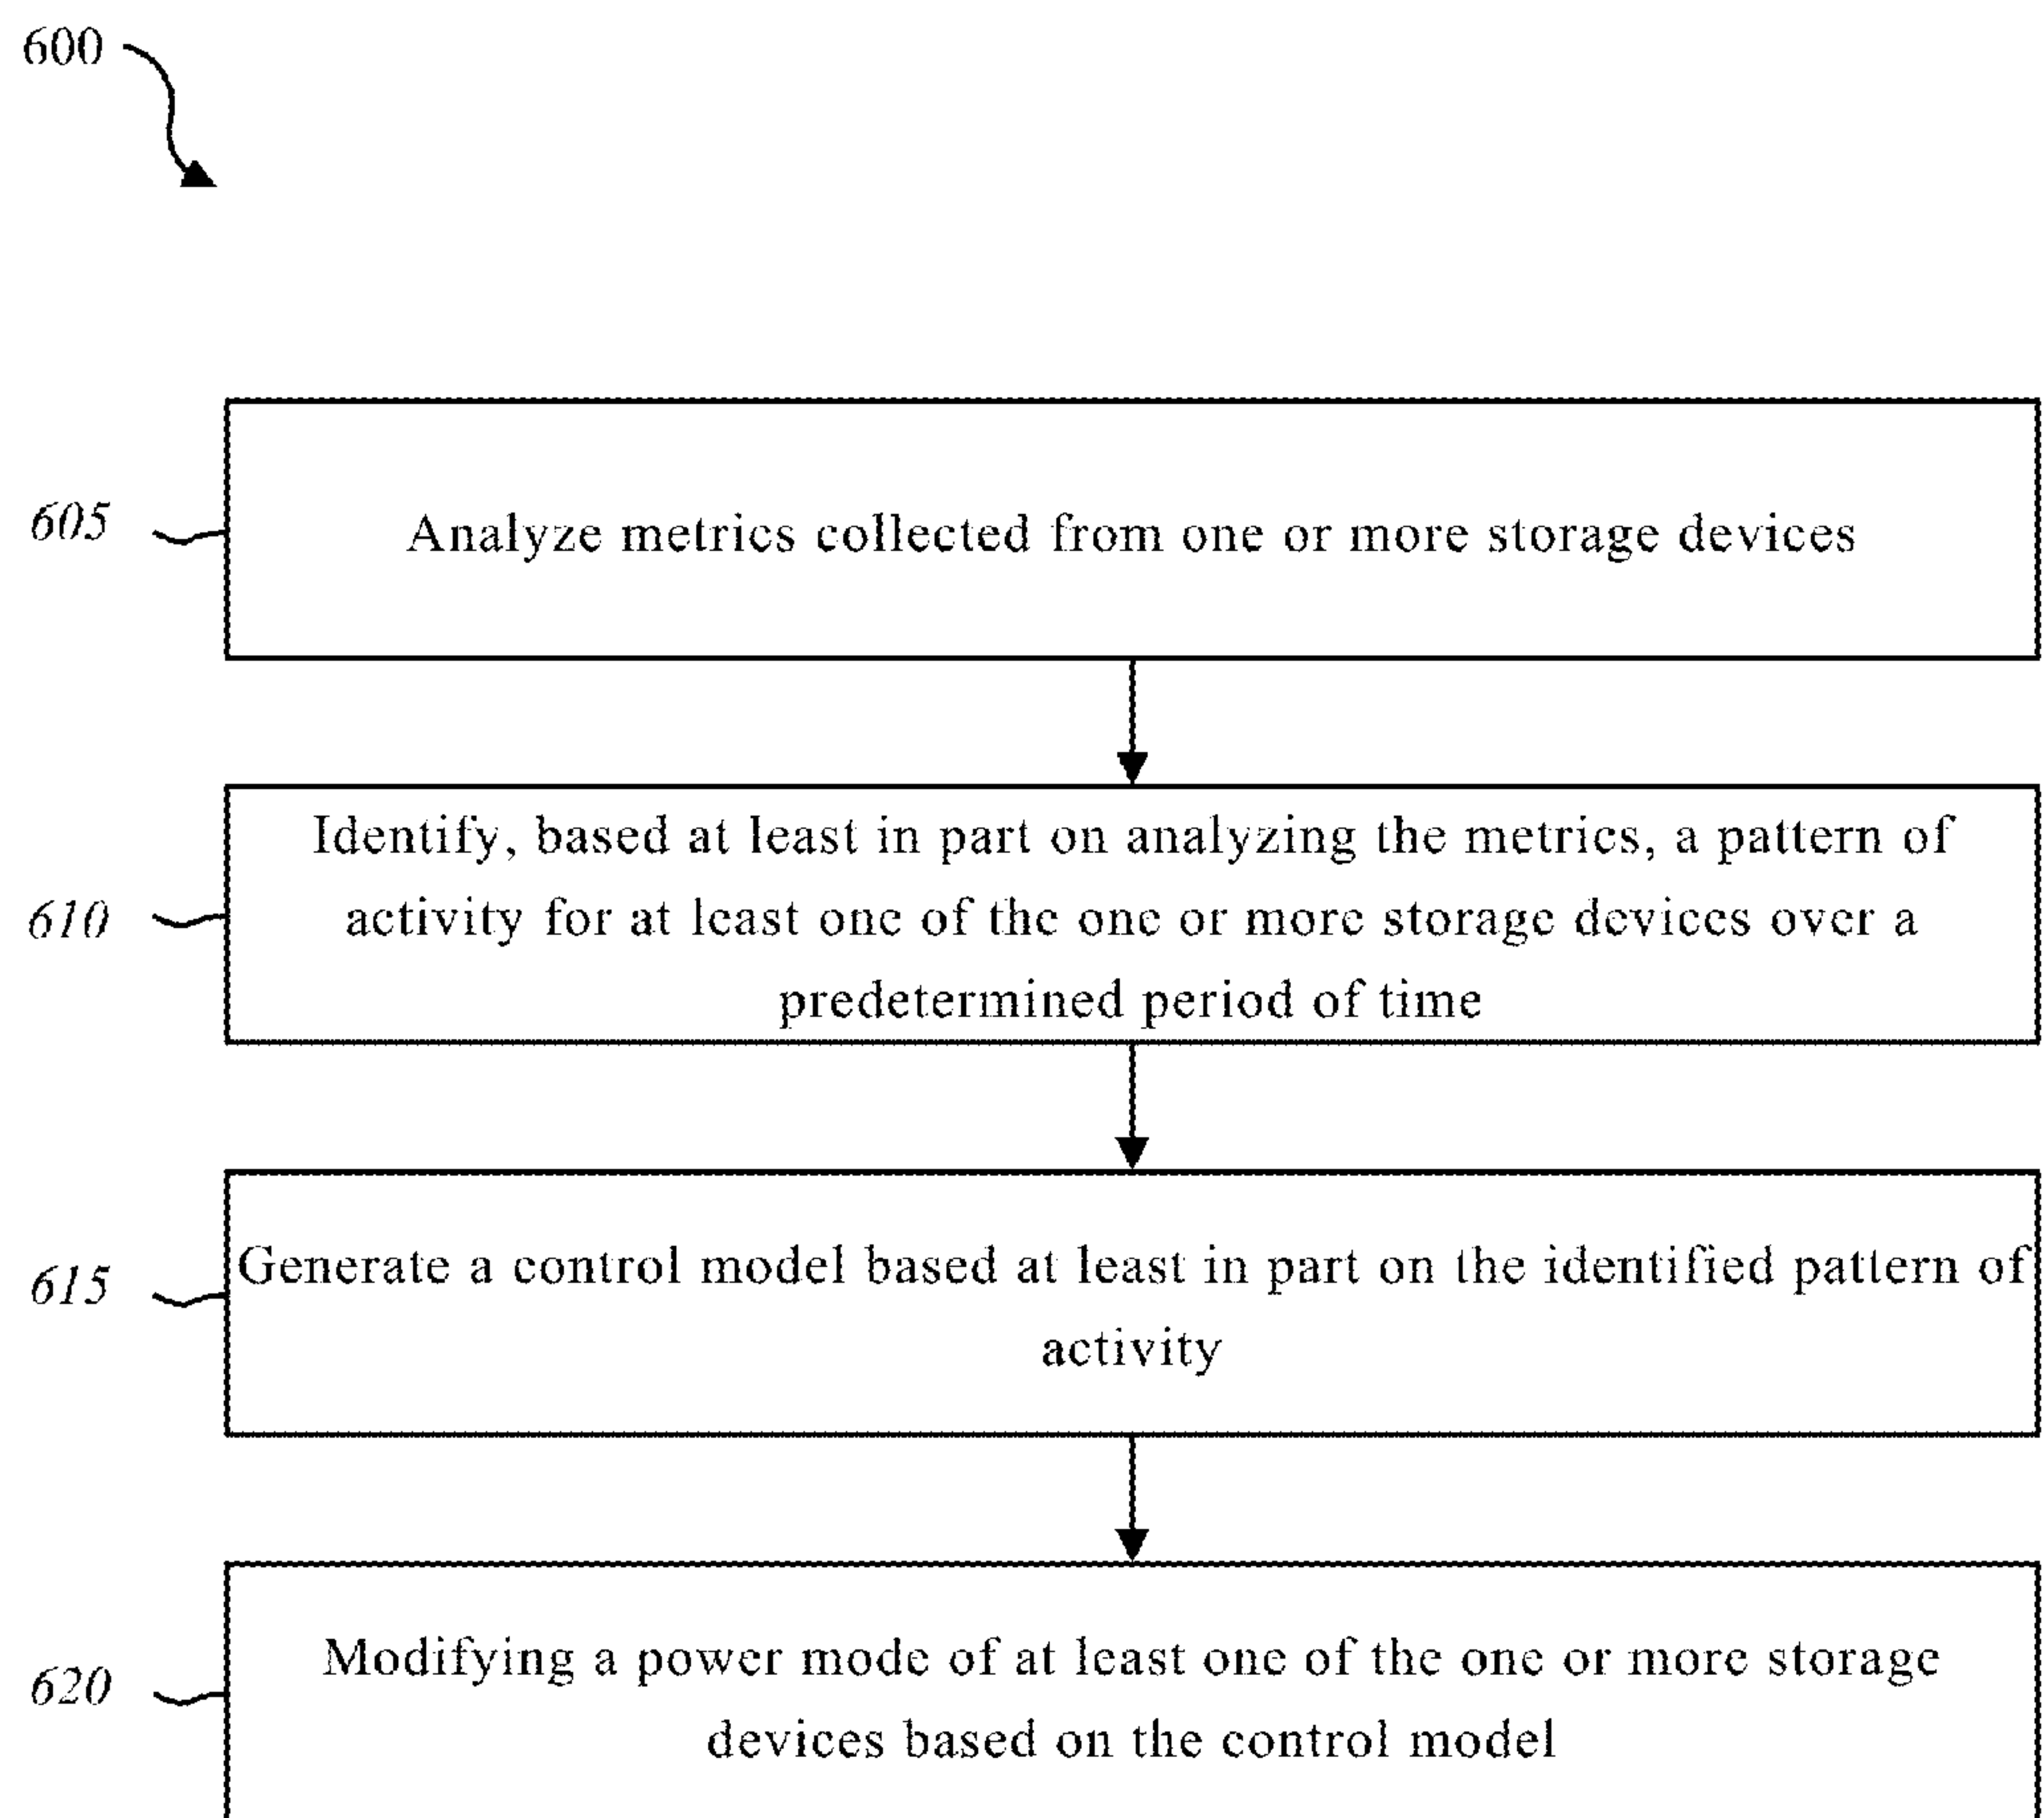 600
605
Analyze metrics collected from one or more storage devices
Identify, based at least in part on analyzing the metrics, a pattern of
610
activity for at least one of the one or more storage devices over a
predetermined period of time
615
Generate a control model based at least in part on the identified pattern of
activity
620
Modifying a power mode of at least one of the one or more storage
devices based on the control model